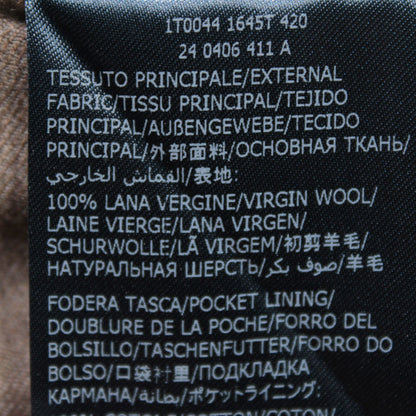 1T0044 1645T 420
24 0406 411 A
TESSUTO PRINCIPALE/EXTERNAL
FABRIC/TISSU PRINCIPAL/TEJIDO
PRINCIPAL/AUßENGEWEBE/TECIDO
PRINCIPAL/外部面料/ОСНОВНАЯ ТКАНЬ/
القماش الخارجي/表地:
100% LANA VERGINE/VIRGIN WOOL/
LAINE VIERGE/LANA VIRGEN/
SCHURWOLLE/LÃ VIRGEM/初剪羊毛/
НАТУРАЛЬНАЯ ШЕРСТЬ/صوف بكر/羊毛
FODERA TASCA/POCKET LINING/
DOUBLURE DE LA POCHE/FORRO DEL
BOLSILLO/TASCHENFUTTER/FORRO DO
BOLSO/口袋衬里/ПОДКЛАДКА
КАРМАНА/بطانة/ポケットライニング: